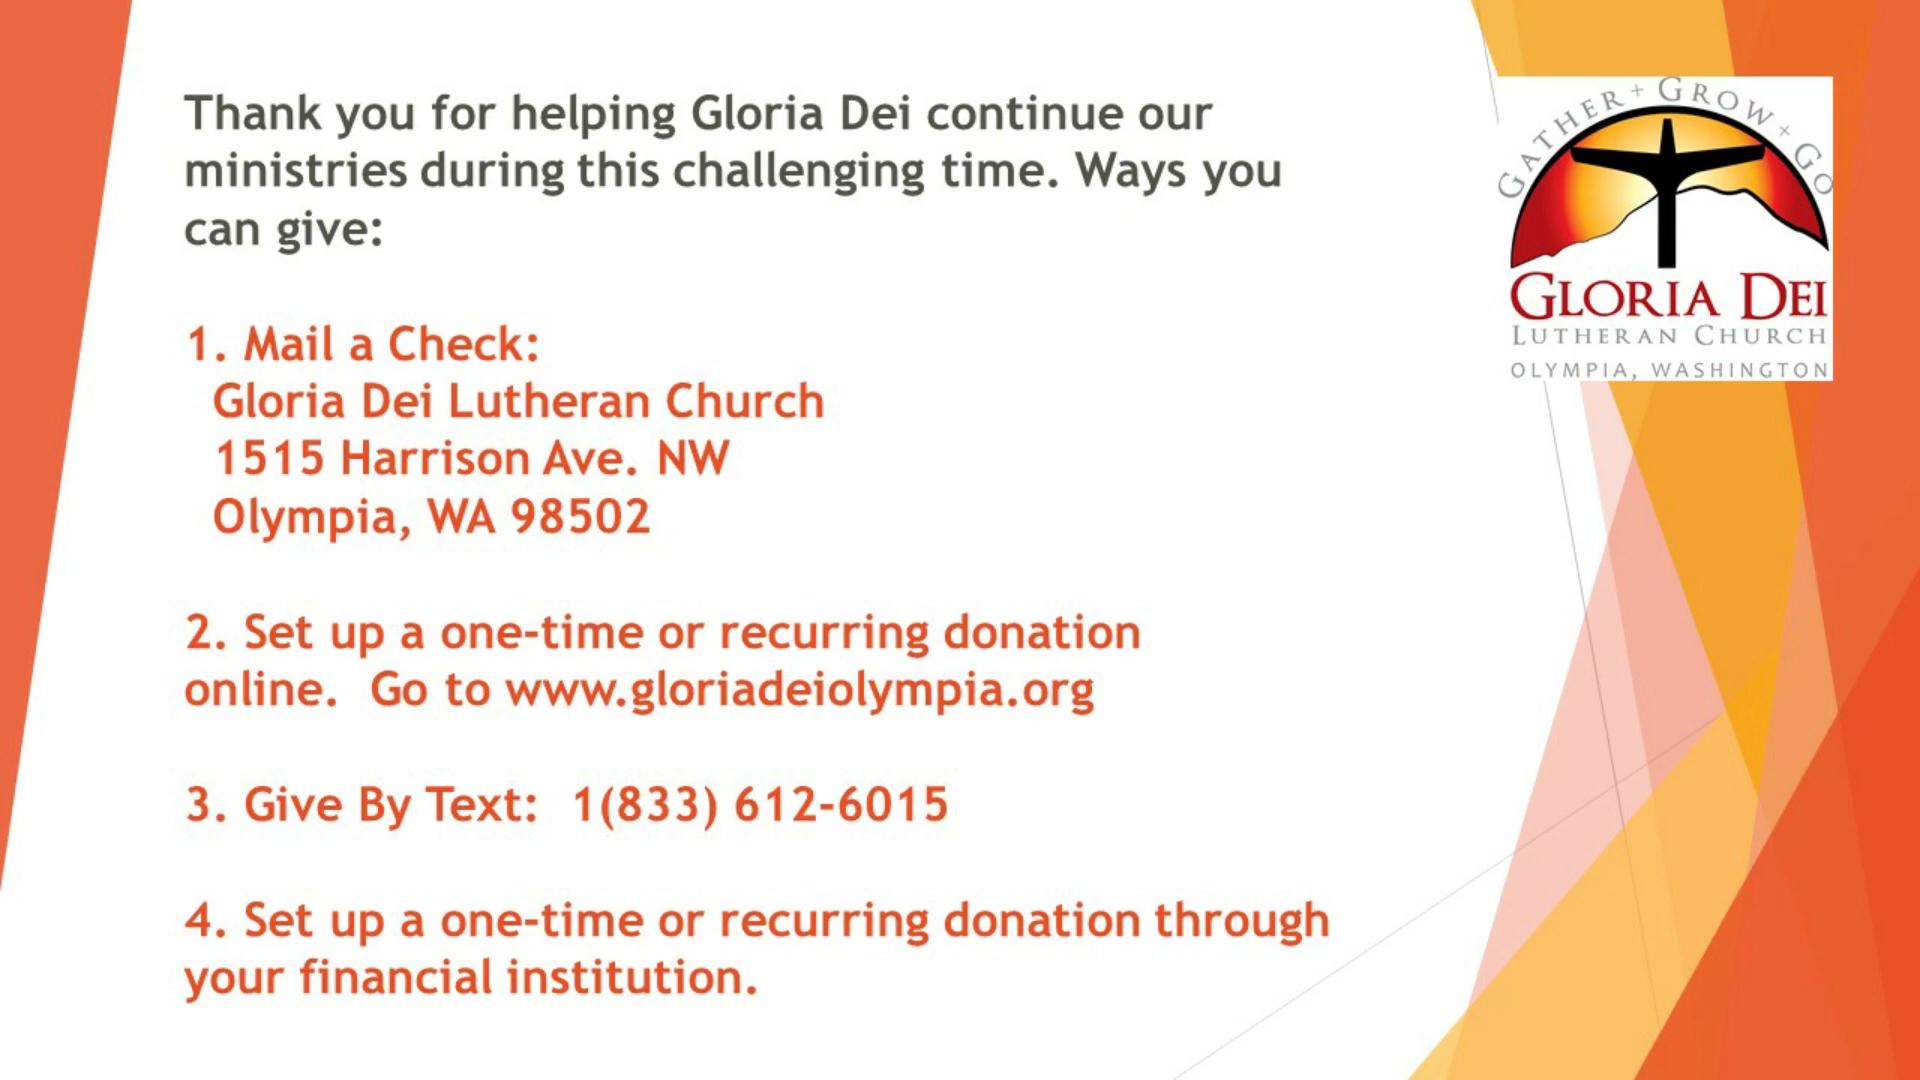 Thank you for helping Gloria Dei continue our
ministries during this challenging time. Ways you
can give:
1. Mail a Check:
Gloria Dei Lutheran Church
1515 Harrison Ave. NW
Olympia, WA 98502
2. Set up a one-time or recurring donation
online.  Go to www.gloriadeiolympia.org
3. Give By Text:  1(833) 612-6015
4. Set up a one-time or recurring donation through
your financial institution.
GATHER + GROW + GO
GLORIA DEI
LUTHERAN CHURCH
OLYMPIA, WASHINGTON